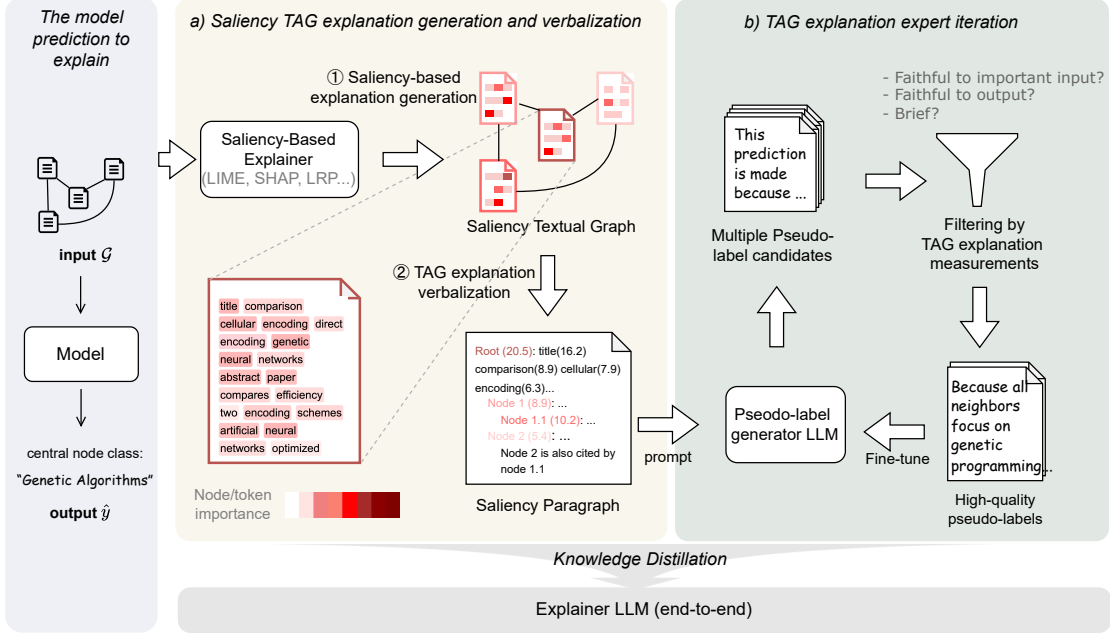 The model
prediction to
explain
input 𝒢
Model
central node class:
“Genetic Algorithms”
output ŷ
a) Saliency TAG explanation generation and verbalization
① Saliency-based
explanation generation
Saliency-Based
Explainer
(LIME, SHAP, LRP...)
Saliency Textual Graph
② TAG explanation
verbalization
title comparison
cellular encoding direct
encoding genetic
neural networks
abstract paper
compares efficiency
two encoding schemes
artificial neural
networks optimized
Root (20.5): title(16.2)
comparison(8.9) cellular(7.9)
encoding(6.3)...
Node 1 (8.9): ...
Node 1.1 (10.2): ...
Node 2 (5.4): ...
Node 2 is also cited by
node 1.1
Saliency Paragraph
Node/token
importance
prompt
b) TAG explanation expert iteration
- Faithful to important input?
- Faithful to output?
- Brief?
This
prediction
is made
because ...
Multiple Pseudo-
label candidates
Filtering by
TAG explanation
measurements
Pseudo-label
generator LLM
Fine-tune
Because all
neighbors
focus on
genetic
programming...
High-quality
pseudo-labels
Knowledge Distillation
Explainer LLM (end-to-end)